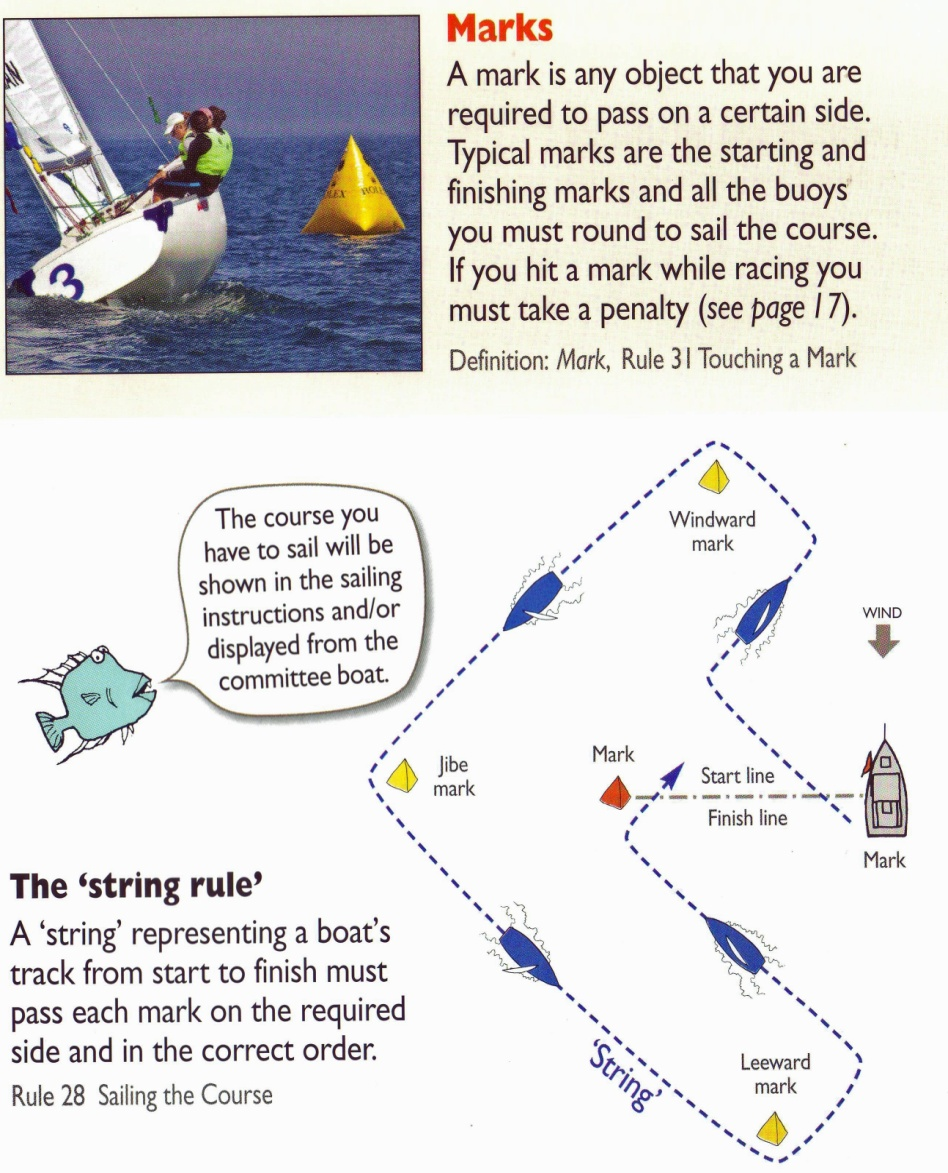 AN
3
LEX
ROLEX
Marks
A mark is any object that you are
required to pass on a certain side.
Typical marks are the starting and
finishing marks and all the buoys
you must round to sail the course.
If you hit a mark while racing you
must take a penalty (see page 17).
Definition: Mark, Rule 31 Touching a Mark
The course you
have to sail will be
shown in the sailing
instructions and/or
displayed from the
committee boat.
Windward
mark
WIND
Jibe
mark
Mark
Start line
Finish line
Mark
The ‘string rule’
A ‘string’ representing a boat’s
track from start to finish must
pass each mark on the required
side and in the correct order.
Rule 28 Sailing the Course
‘String’
Leeward
mark